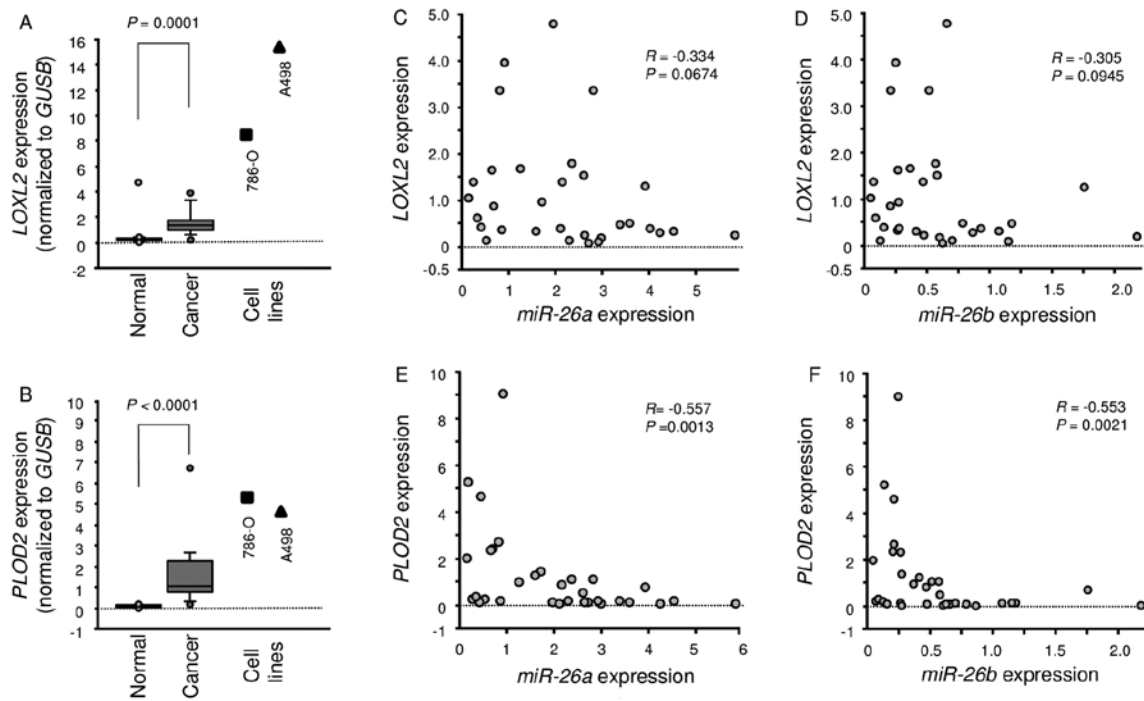 A
P = 0.0001
LOXL2 expression
(normalized to GUSB)
16
14
12
10
8
6
4
2
0
-2
786-O
A498
Normal
Cancer
Cell
lines
C
R = -0.334
P = 0.0674
LOXL2 expression
5.0
4.0
3.0
2.0
1.0
0
-0.5
0
1
2
3
4
5
6
miR-26a expression
D
R = -0.305
P = 0.0945
LOXL2 expression
5.0
4.0
3.0
2.0
1.0
0
-0.5
0
0.5
1.0
1.5
2.0
miR-26b expression
B
P < 0.0001
PLOD2 expression
(normalized to GUSB)
10
9
8
7
6
5
4
3
2
1
0
-1
786-O
A498
Normal
Cancer
Cell
lines
E
R= -0.557
P =0.0013
PLOD2 expression
10
8
6
4
2
0
-1
0
1
2
3
4
5
6
miR-26a expression
F
R = -0.553
P = 0.0021
PLOD2 expression
10
8
6
4
2
0
-1
0
0.5
1.0
1.5
2.0
miR-26b expression